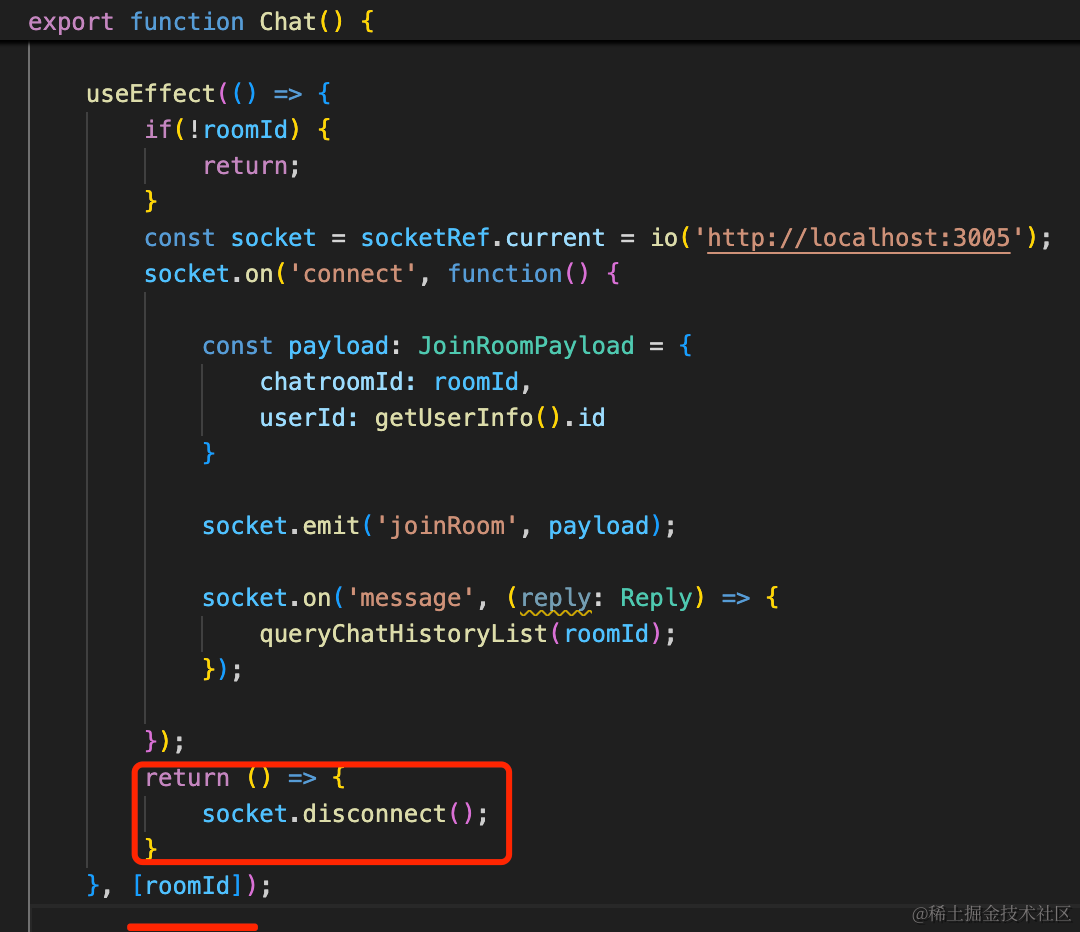 export function Chat() {
useEffect(() => {
if(!roomId) {
return;
}
const socket = socketRef.current = io('http://localhost:3005');
socket.on('connect', function() {
const payload: JoinRoomPayload = {
chatroomId: roomId,
userId: getUserInfo().id
}
socket.emit('joinRoom', payload);
socket.on('message', (reply: Reply) => {
queryChatHistoryList(roomId);
});
});
return () => {
socket.disconnect();
}
}, [roomId]);
@稀土掘金技术社区